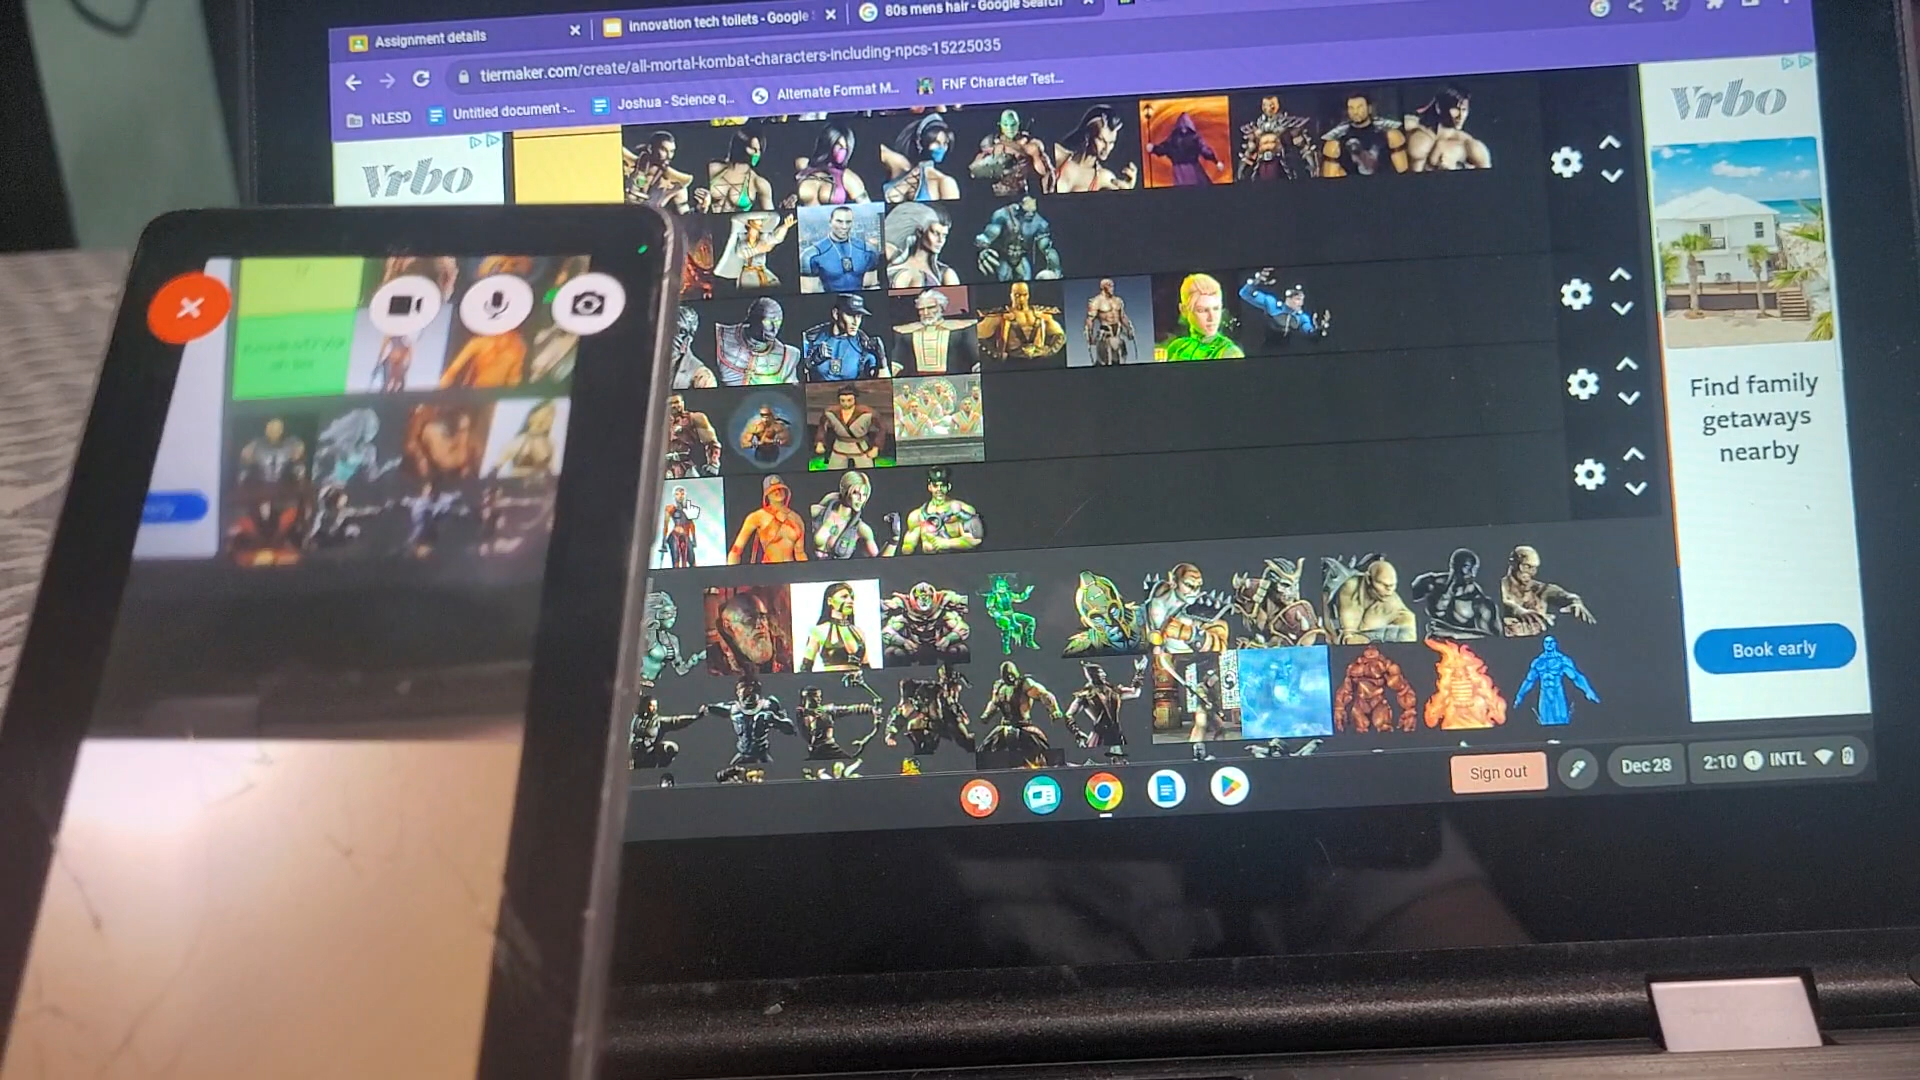 Assignment details
Innovation tech toilets - Google
80s mens hair - Google Search
tiermaker.com/create/all-mortal-kombat-characters-including-npcs-15225035
NLESD
Untitled document -...
Joshua - Science q...
Alternate Format M...
FNF Character Test...
Vrbo
Vrbo
Find family
getaways
nearby
Book early
Sign out
Dec 28
2:10
1
INTL